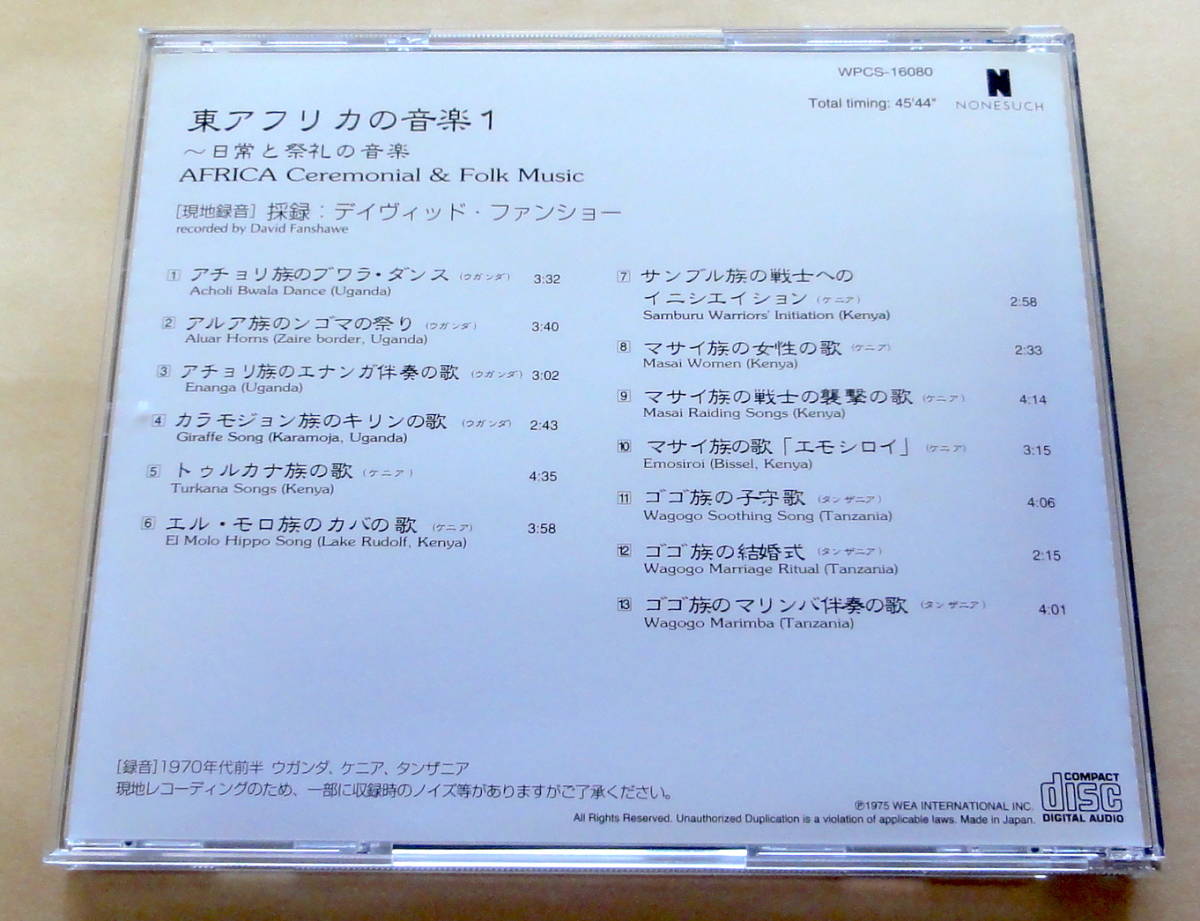 WPCS-16080
Total timing: 45'44"
N
NONESUCH
東アフリカの音楽1
～日常と祭礼の音楽
AFRICA Ceremonial & Folk Music
[現地録音] 採録：デイヴィッド・ファンショー
recorded by David Fanshawe
1 アチョリ族のブワラ・ダンス (ウガンダ) 3:32
Acholi Bwala Dance (Uganda)
2 アルア族のンゴマの祭り (ウガンダ) 3:40
Aluar Horns (Zaire border, Uganda)
3 アチョリ族のエナンガ伴奏の歌 (ウガンダ) 3:02
Enanga (Uganda)
4 カラモジョン族のキリンの歌 (ウガンダ) 2:43
Giraffe Song (Karamoja, Uganda)
5 トゥルカナ族の歌 (ケニア) 4:35
Turkana Songs (Kenya)
6 エル・モロ族のカバの歌 (ケニア) 3:58
El Molo Hippo Song (Lake Rudolf, Kenya)
7 サンブル族の戦士への
イニシエイション (ケニア) 2:58
Samburu Warriors' Initiation (Kenya)
8 マサイ族の女性の歌 (ケニア) 2:33
Masai Women (Kenya)
9 マサイ族の戦士の襲撃の歌 (ケニア) 4:14
Masai Raiding Songs (Kenya)
10 マサイ族の歌「エモシロイ」 (ケニア) 3:15
Emosiroi (Bissel, Kenya)
11 ゴゴ族の子守歌 (タンザニア) 4:06
Wagogo Soothing Song (Tanzania)
12 ゴゴ族の結婚式 (タンザニア) 2:15
Wagogo Marriage Ritual (Tanzania)
13 ゴゴ族のマリンバ伴奏の歌 (タンザニア) 4:01
Wagogo Marimba (Tanzania)
[録音]1970年代前半 ウガンダ、ケニア、タンザニア
現地レコーディングのため、一部に収録時のノイズ等がありますがご了承ください。
℗1975 WEA INTERNATIONAL INC.
All Rights Reserved. Unauthorized Duplication is a violation of applicable laws. Made in Japan.
COMPACT
disc
DIGITAL AUDIO